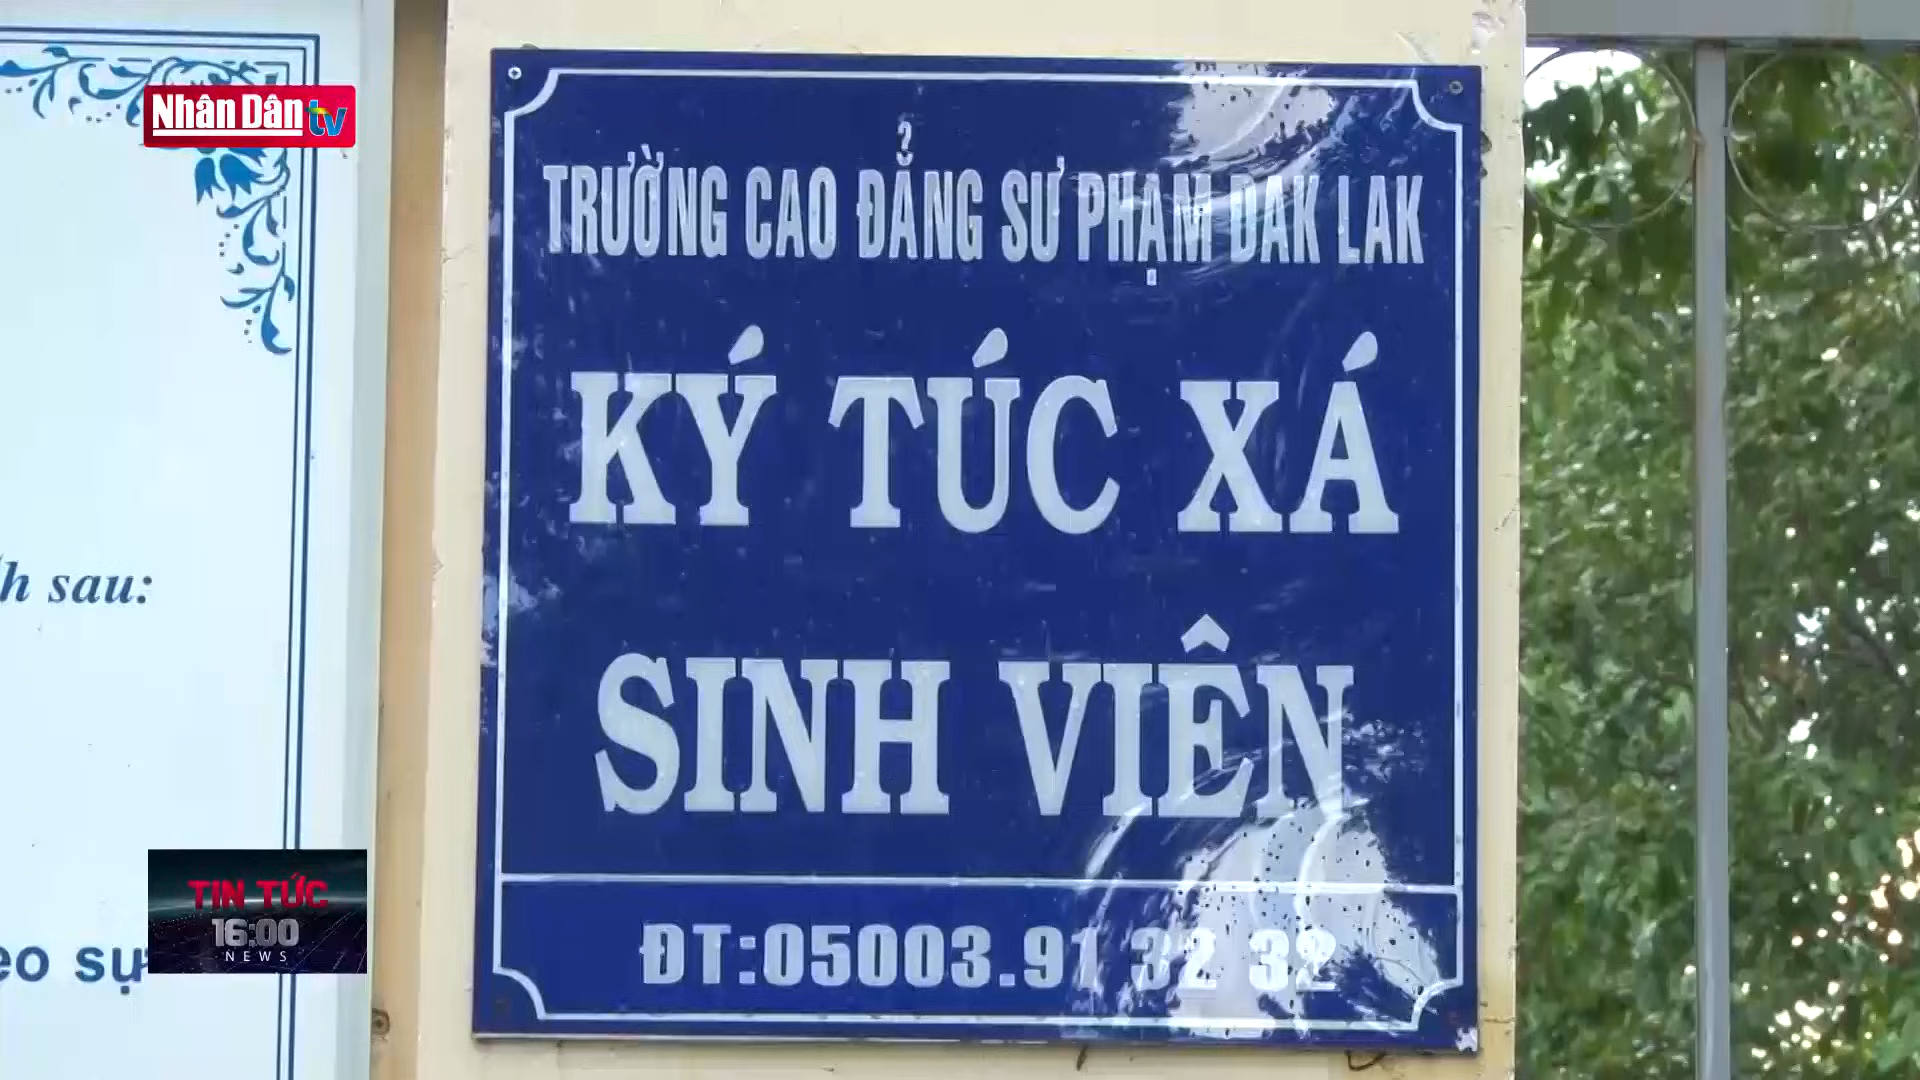 Nhân Dân tv
TRƯỜNG CAO ĐẲNG SƯ PHẠM DAK LAK
KÝ TÚC XÁ
SINH VIÊN
ĐT:05003.91 32 32
h sau:
eo sự
TIN TỨC
16:00
NEWS